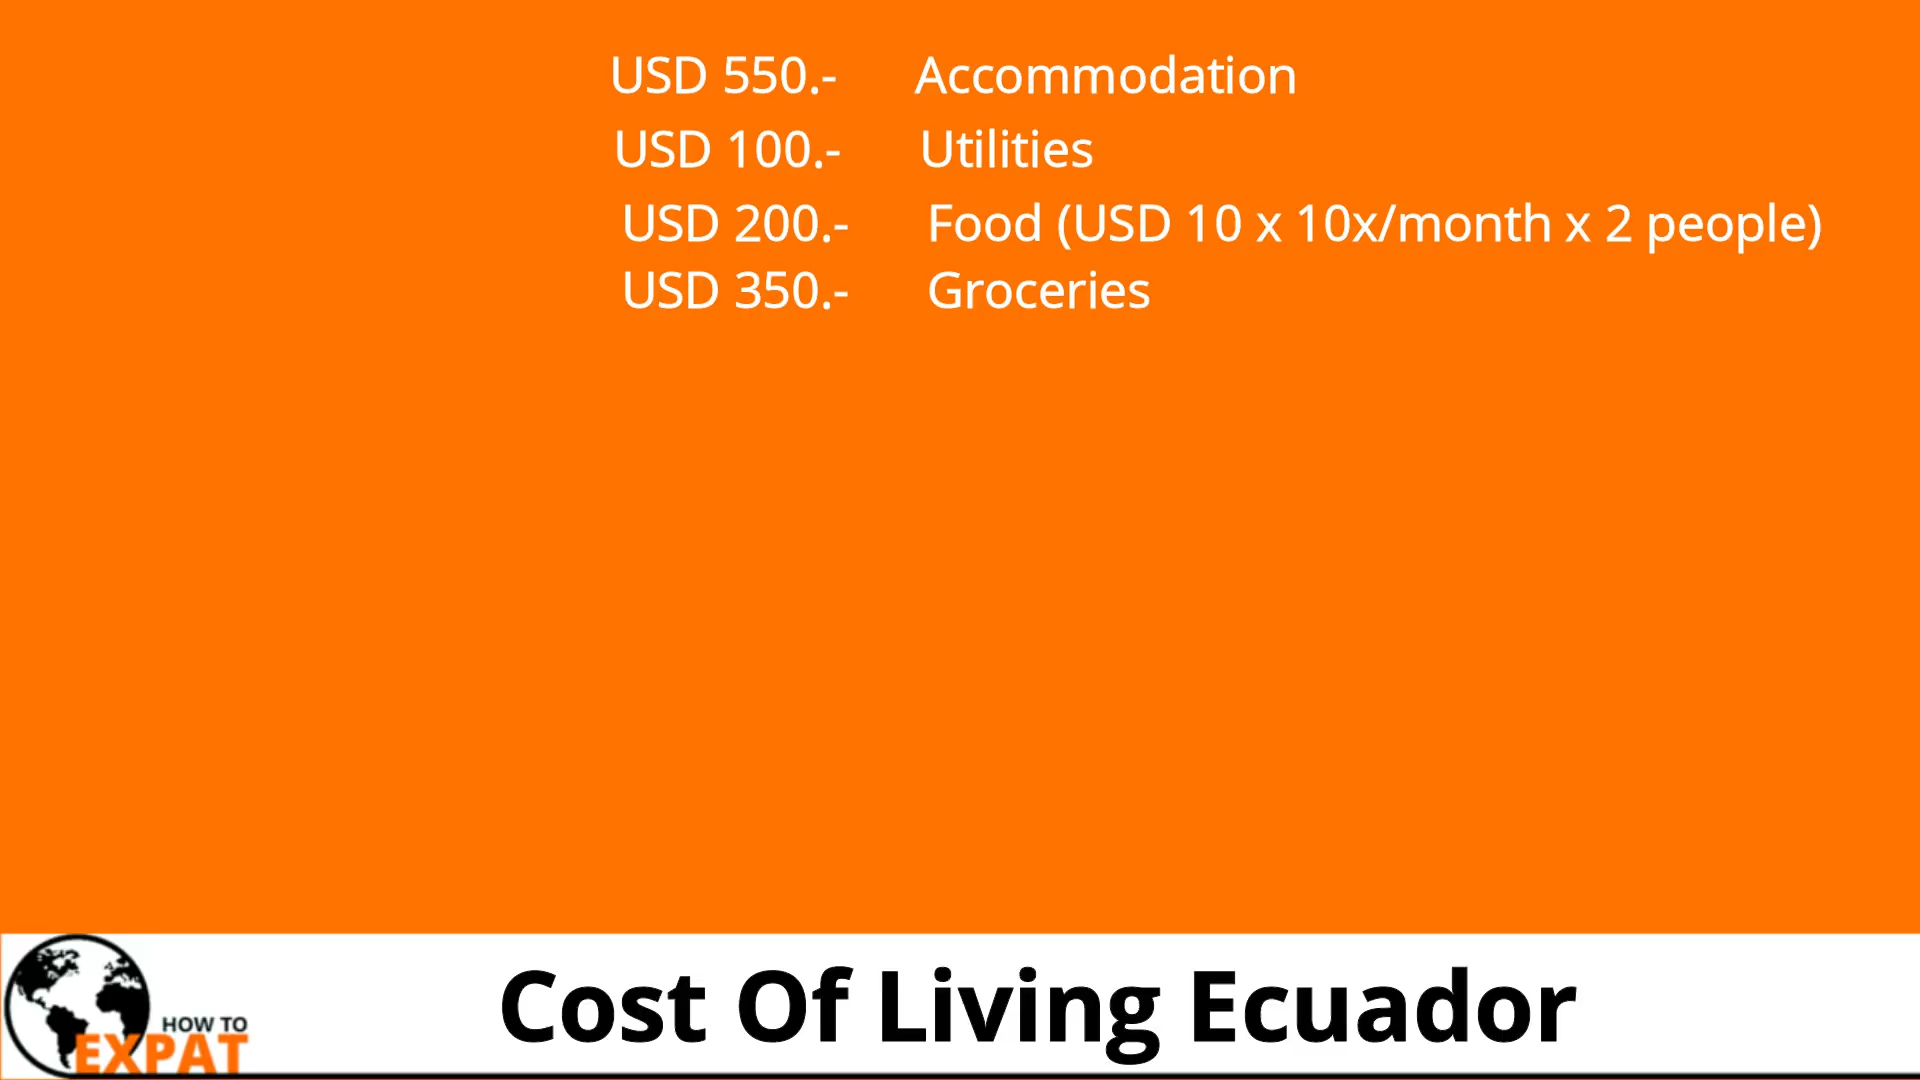 USD 550.- Accommodation
USD 100.- Utilities
USD 200.- Food (USD 10 x 10x/month x 2 people)
USD 350.- Groceries
Cost Of Living Ecuador
HOW TO
EXPAT